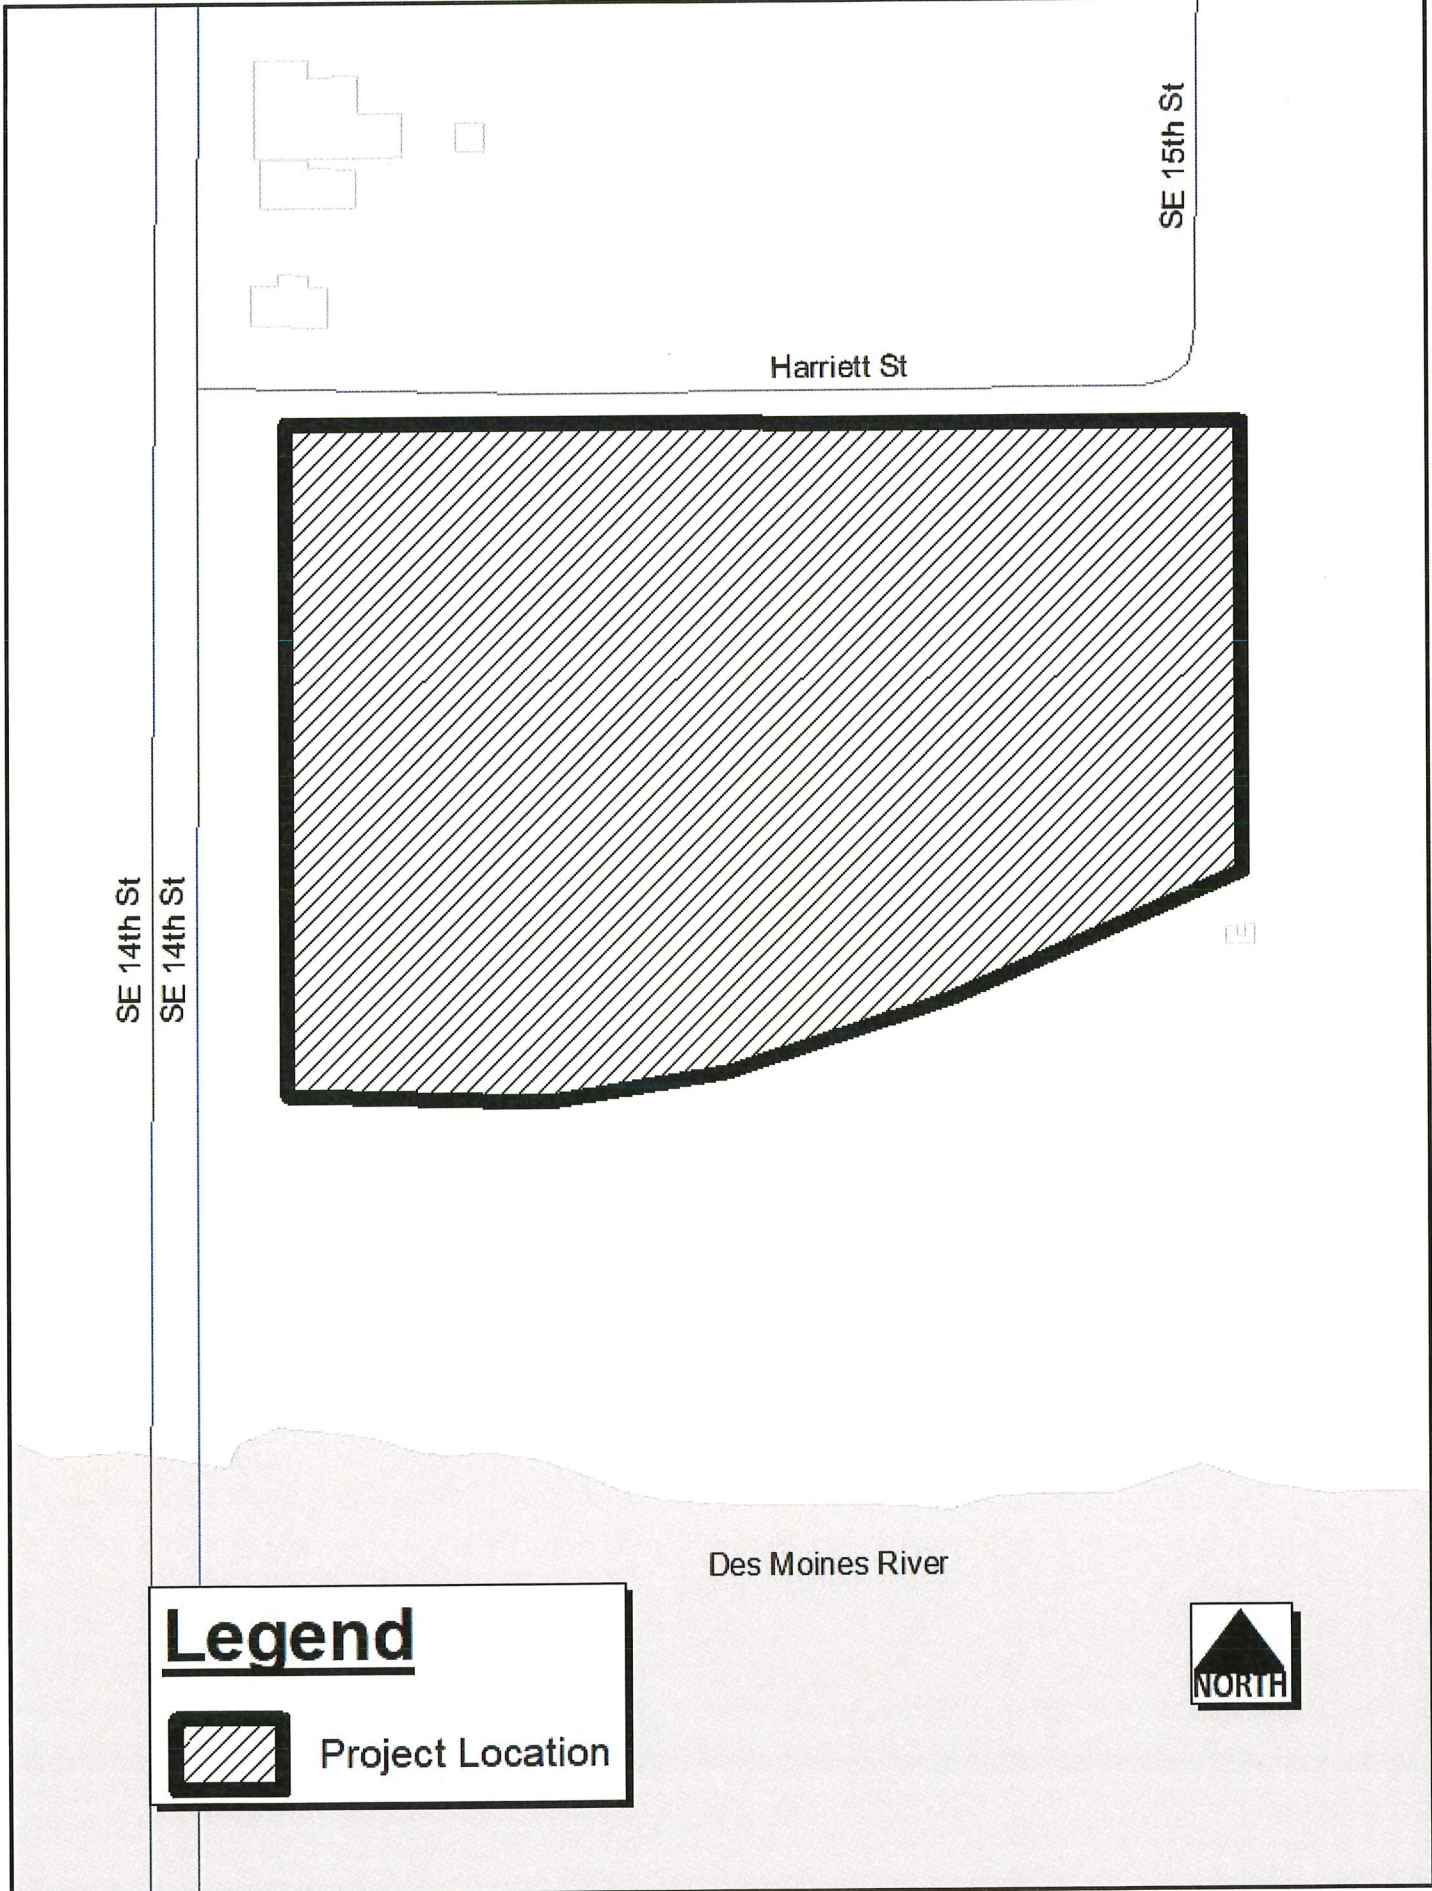 SE 15th St
Harriett St
SE 14th St
SE 14th St
Des Moines River
Legend
Project Location
NORTH